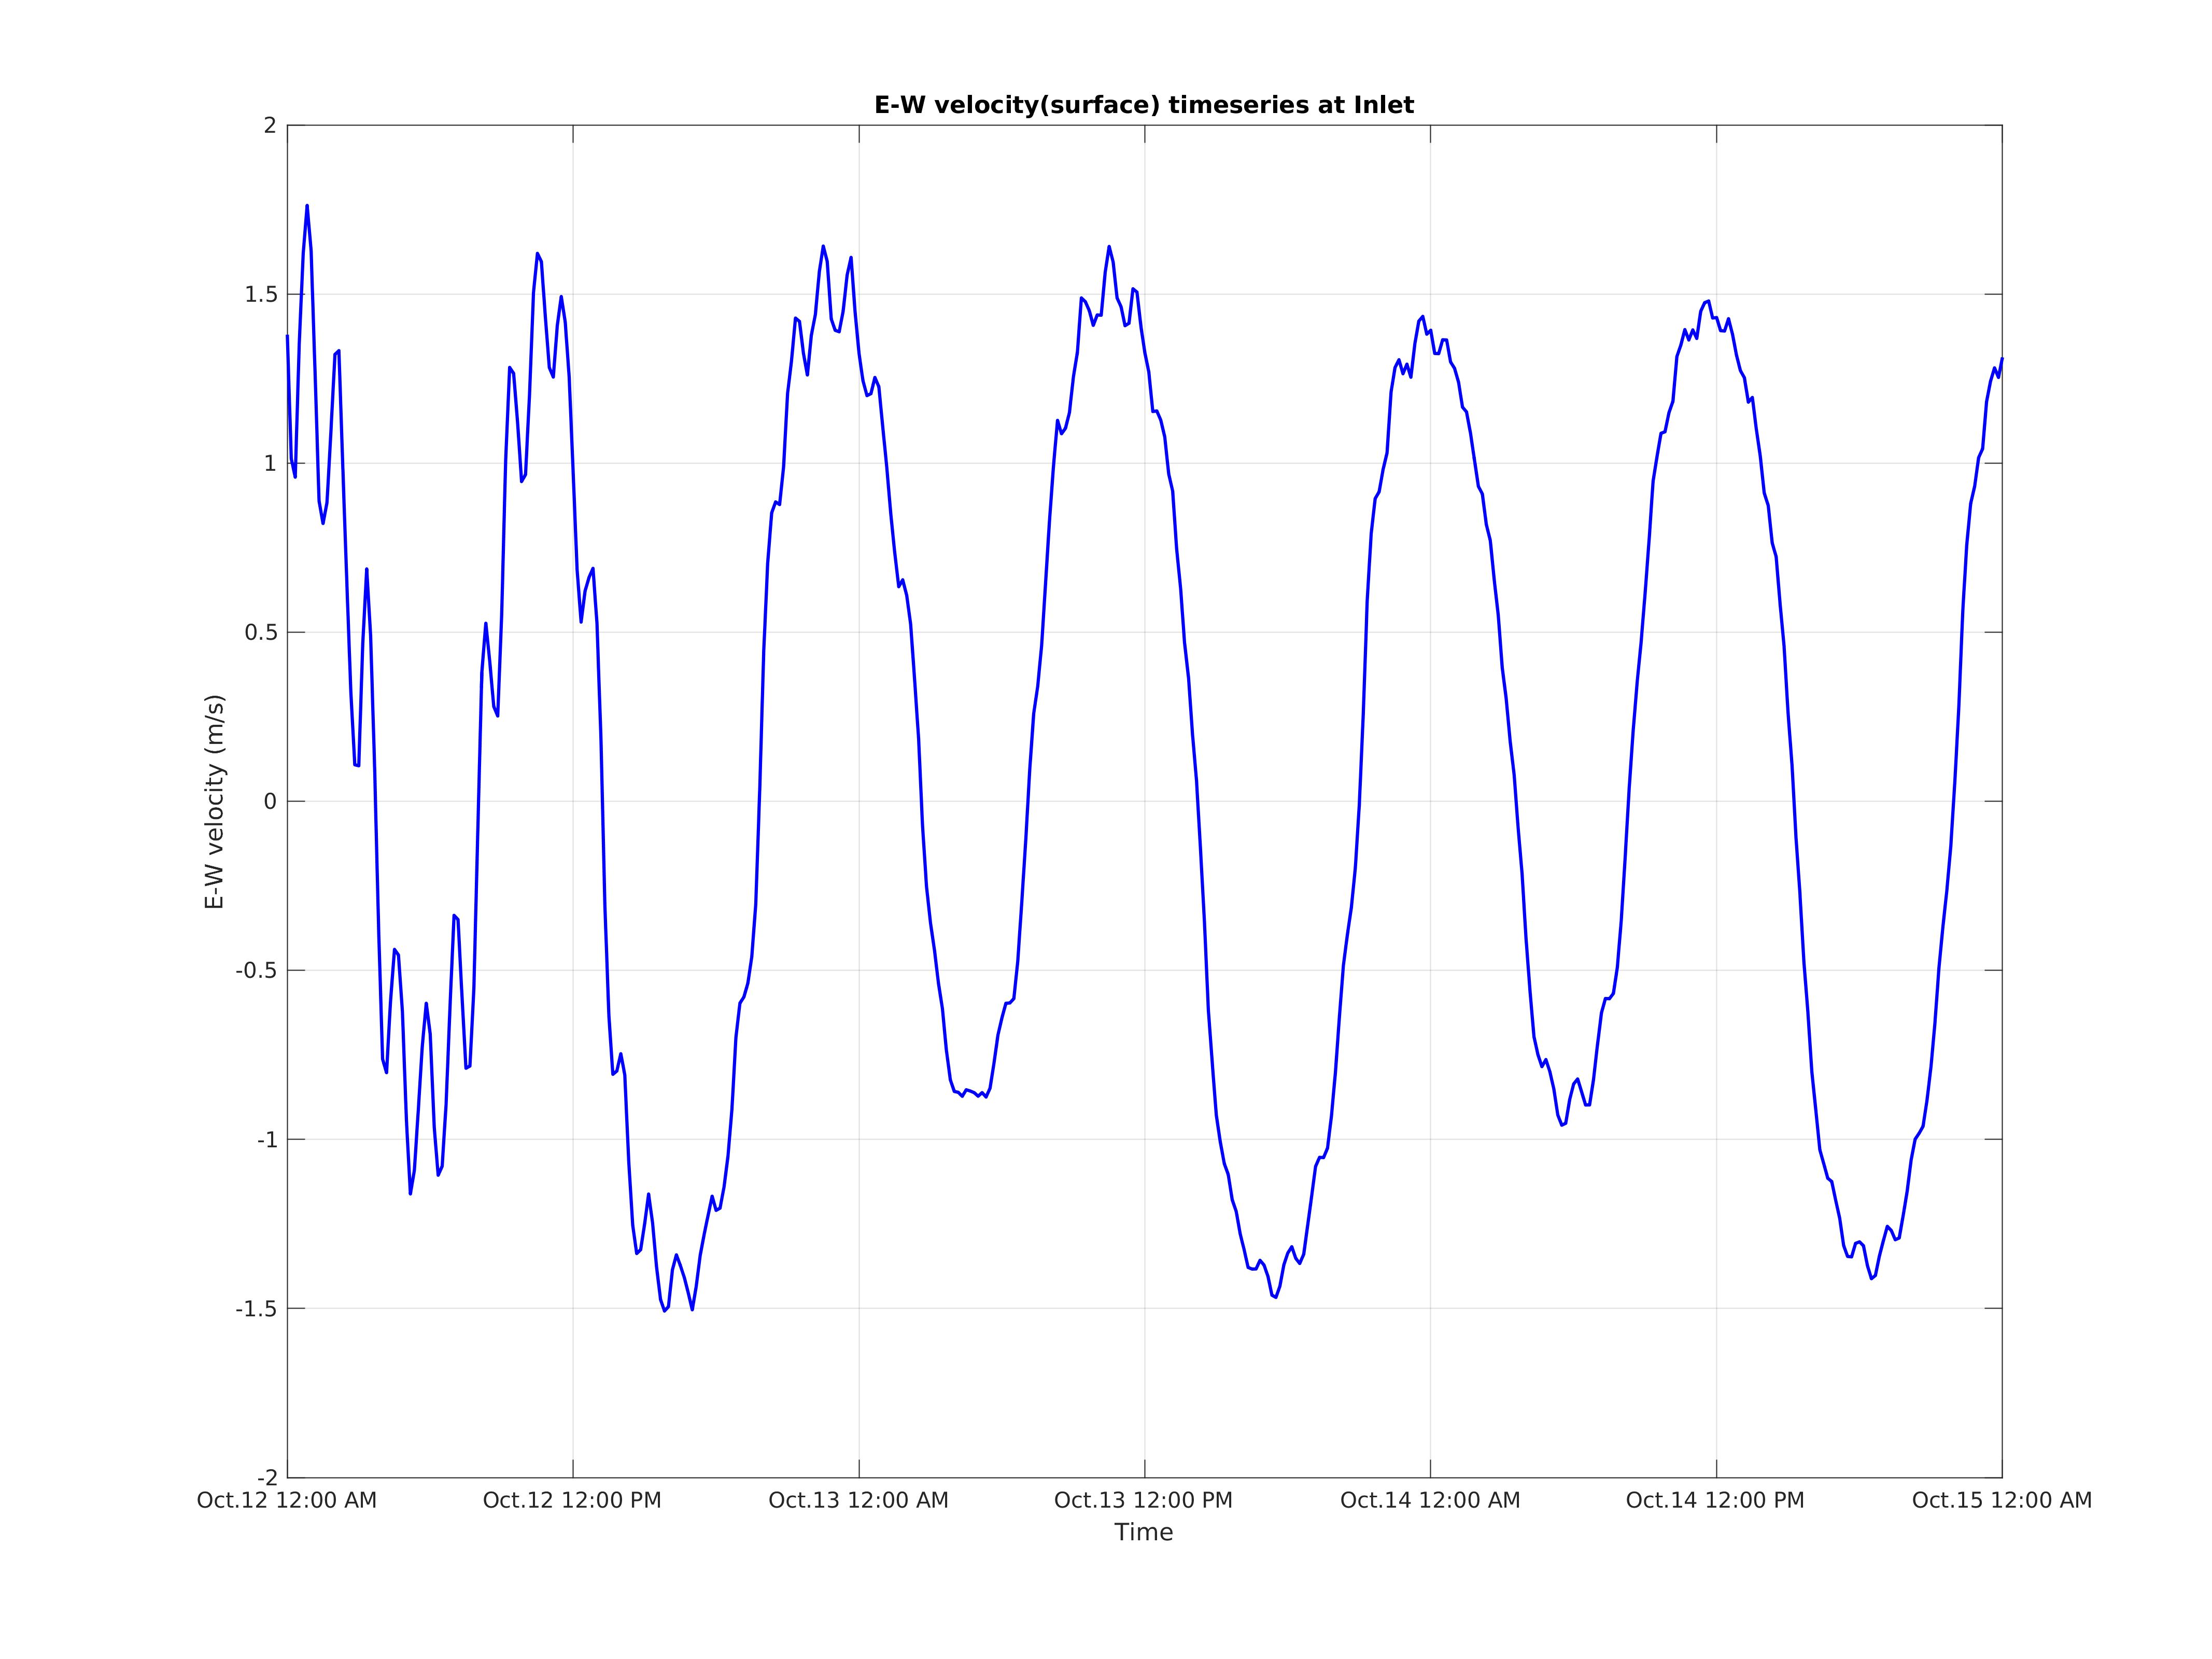 E-W velocity(surface) timeseries at Inlet
2
1.5
1
0.5
0
-0.5
-1
-1.5
-2
E-W velocity (m/s)
Oct.12 12:00 AM Oct.12 12:00 PM Oct.13 12:00 AM Oct.13 12:00 PM Oct.14 12:00 AM Oct.14 12:00 PM Oct.15 12:00 AM
Time